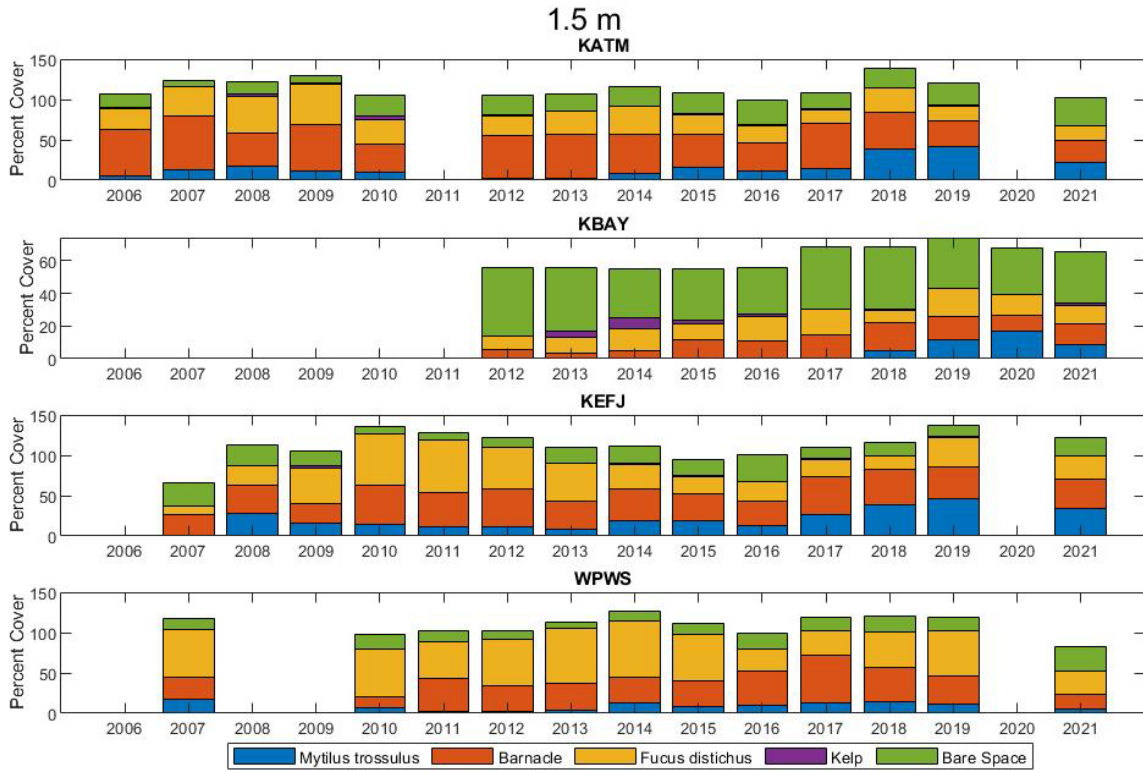 1.5 m
KATM
Percent Cover
150
100
50
0
2006 2007 2008 2009 2010 2011 2012 2013 2014 2015 2016 2017 2018 2019 2020 2021
KBAY
Percent Cover
60
40
20
0
2006 2007 2008 2009 2010 2011 2012 2013 2014 2015 2016 2017 2018 2019 2020 2021
KEFJ
Percent Cover
150
100
50
0
2006 2007 2008 2009 2010 2011 2012 2013 2014 2015 2016 2017 2018 2019 2020 2021
WPWS
Percent Cover
150
100
50
0
2006 2007 2008 2009 2010 2011 2012 2013 2014 2015 2016 2017 2018 2019 2020 2021
Mytilus trossulus Barnacle Fucus distichus Kelp Bare Space